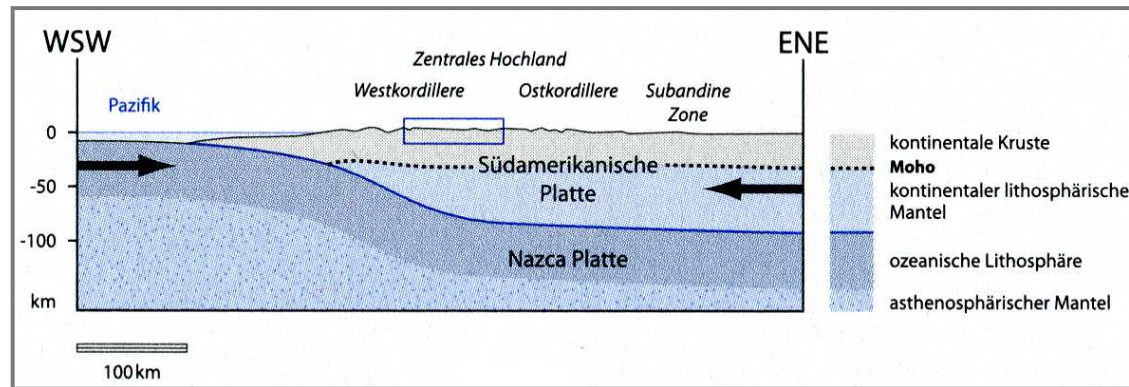 WSW
ENE
Zentrales Hochland
Westkordillere
Ostkordillere
Subandine
Zone
Pazifik
0
-50
-100
km
Südamerikanische
Platte
Nazca Platte
kontinentale Kruste
Moho
kontinentaler lithosphärische
Mantel
ozeanische Lithosphäre
asthenosphärischer Mantel
100 km